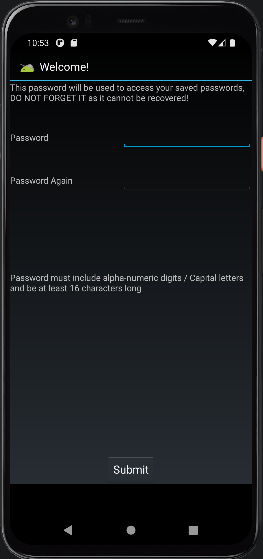 10:53
Welcome!
This password will be used to access your saved passwords,
DO NOT FORGET IT as it cannot be recovered!
Password
Password Again
Password must include alpha-numeric digits / Capital letters
and be at least 16 characters long
Submit